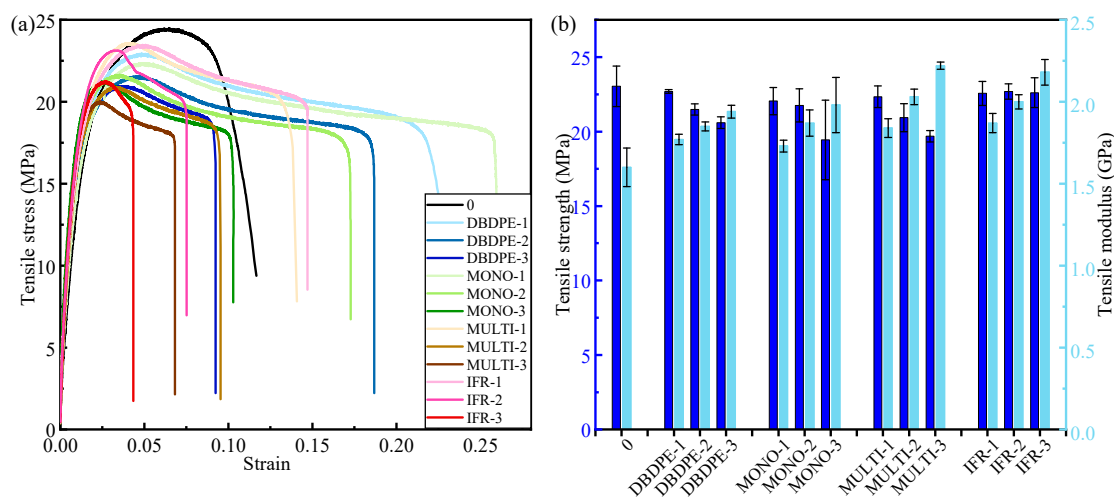 (a)
25
20
15
10
5
0
Tensile stress (MPa)
0.00
0.05
0.10
0.15
0.20
0.25
Strain
0
DBDPE-1
DBDPE-2
DBDPE-3
MONO-1
MONO-2
MONO-3
MULTI-1
MULTI-2
MULTI-3
IFR-1
IFR-2
IFR-3
(b)
25
20
15
10
5
0
Tensile strength (MPa)
2.5
2.0
1.5
1.0
0.5
0.0
Tensile modulus (GPa)
0
DBDPE-1
DBDPE-2
DBDPE-3
MONO-1
MONO-2
MONO-3
MULTI-1
MULTI-2
MULTI-3
IFR-1
IFR-2
IFR-3